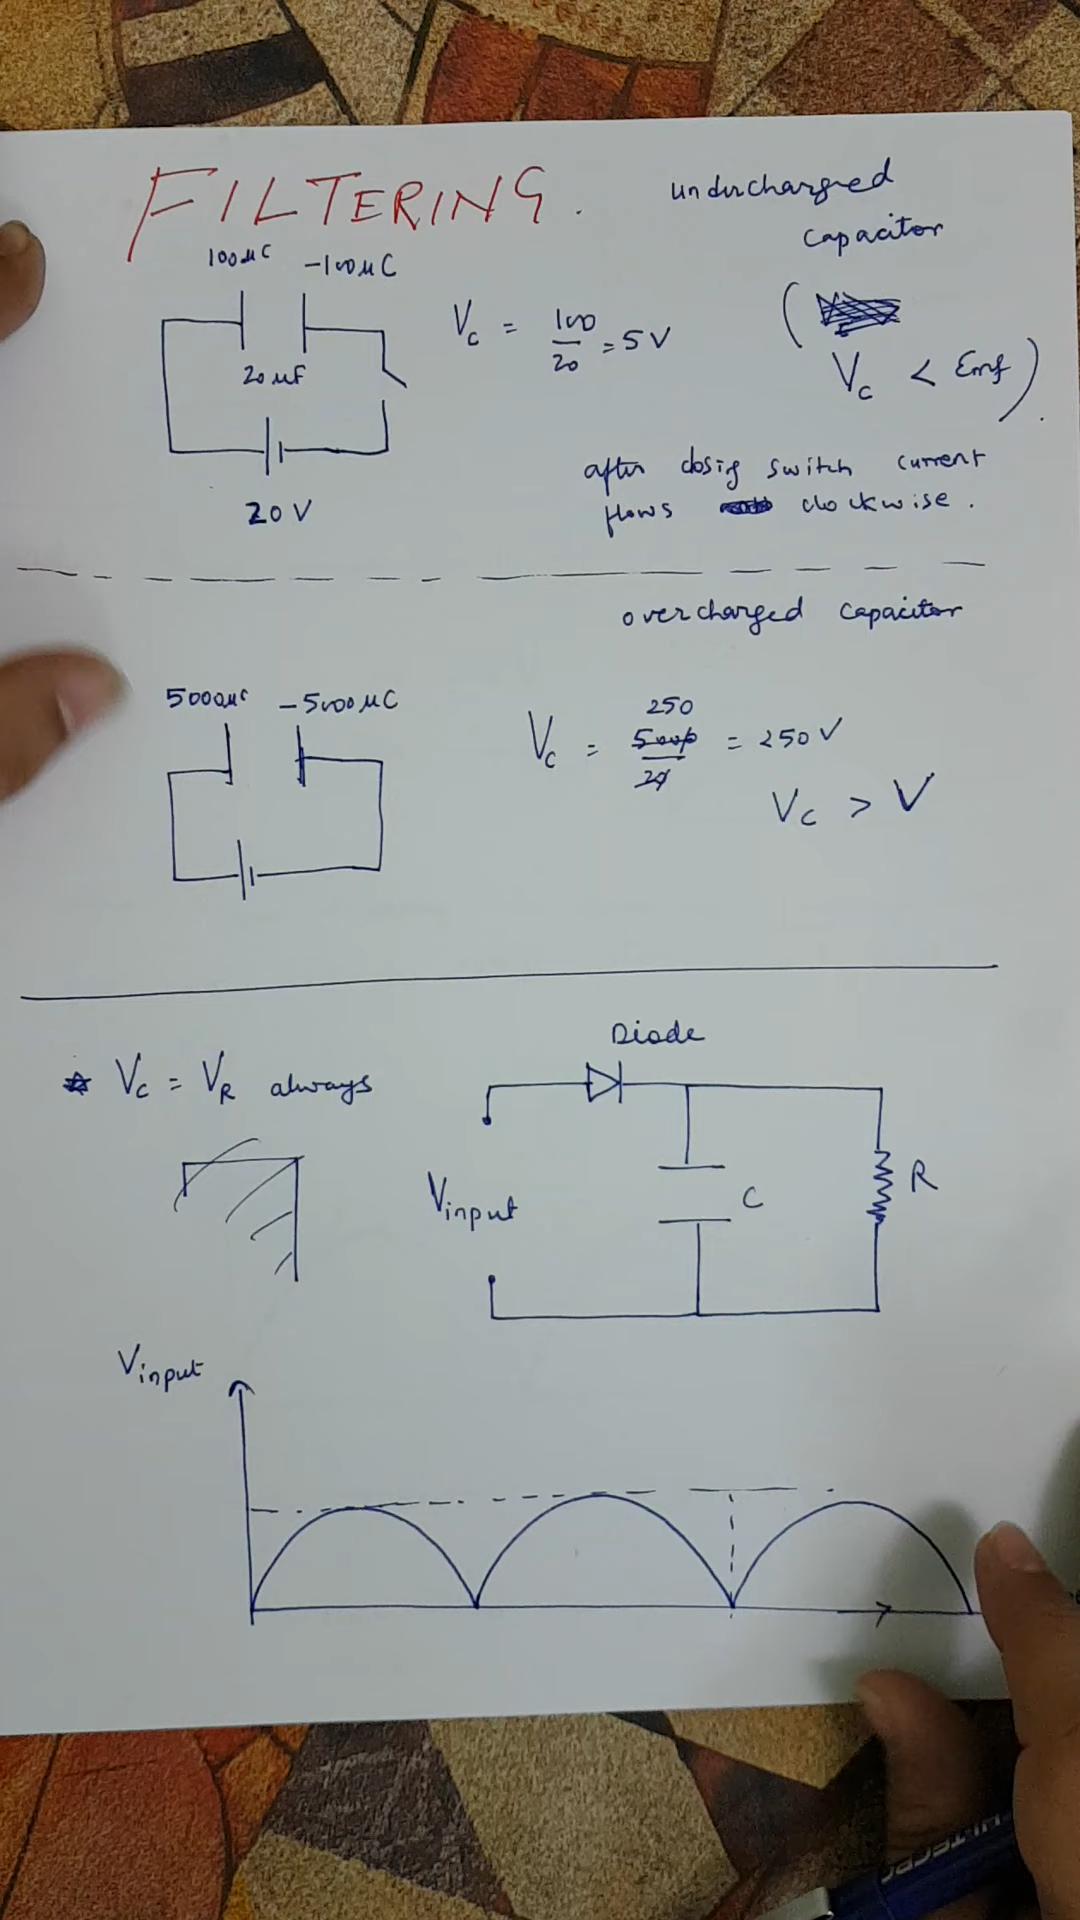 FILTERING.
undercharged
capacitor
100μC -100μC
20μF
20V
Vc = 100/20 = 5V
(
Vc < Emf).
after closig switch current
flows clockwise.
overcharged capacitor
5000μC -5000μC
Vc = 5000/20 = 250V
250
Vc > V
* Vc = VR always
Diode
Vinput
C
R
Vinput